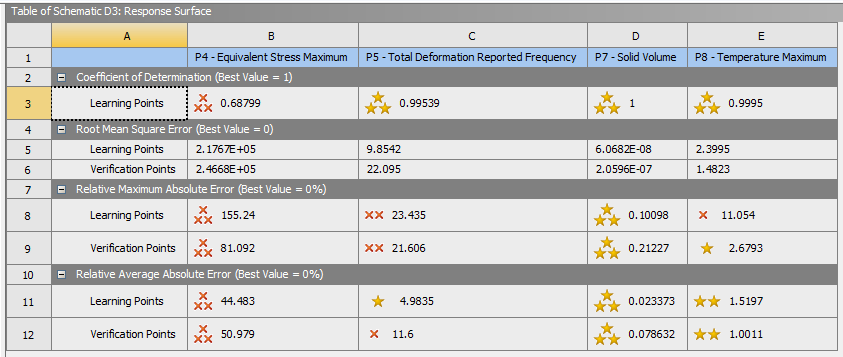 Table of Schematic D3: Response Surface
A B C D E
1 P4 - Equivalent Stress Maximum P5 - Total Deformation Reported Frequency P7 - Solid Volume P8 - Temperature Maximum
2 Coefficient of Determination (Best Value = 1)
3 Learning Points 0.68799 0.99539 1 0.9995
4 Root Mean Square Error (Best Value = 0)
5 Learning Points 2.1767E+05 9.8542 6.0682E-08 2.3995
6 Verification Points 2.4668E+05 22.095 2.0596E-07 1.4823
7 Relative Maximum Absolute Error (Best Value = 0%)
8 Learning Points 155.24 23.435 0.10098 11.054
9 Verification Points 81.092 21.606 0.21227 2.6793
10 Relative Average Absolute Error (Best Value = 0%)
11 Learning Points 44.483 4.9835 0.023373 1.5197
12 Verification Points 50.979 11.6 0.078632 1.0011